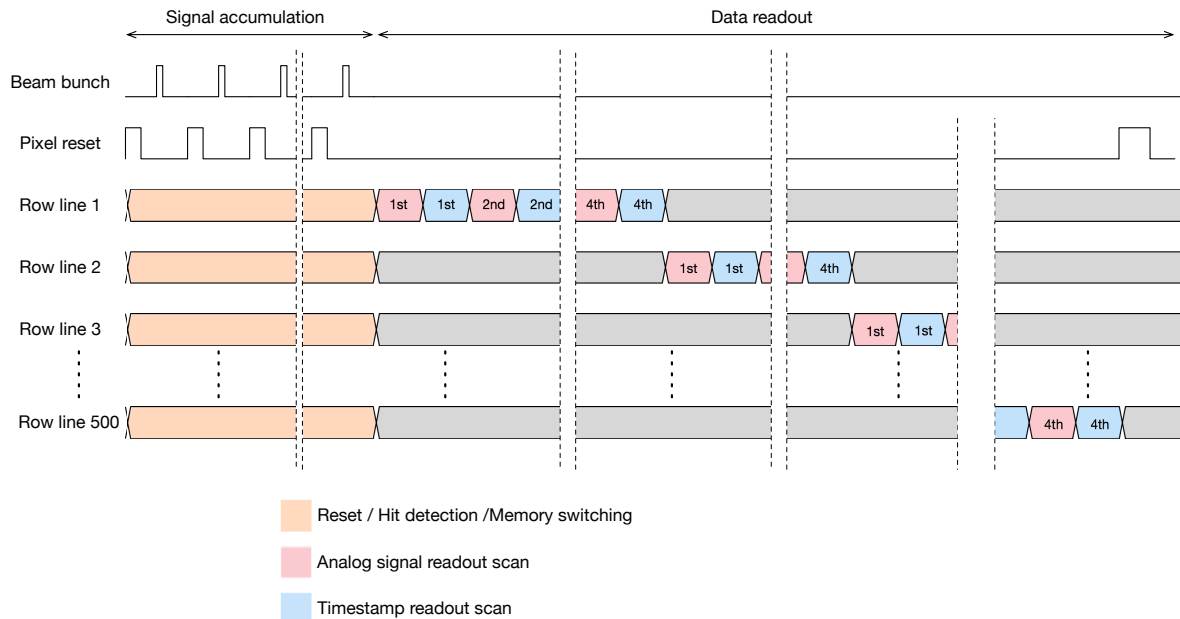 Signal accumulation Data readout
Beam bunch
Pixel reset
Row line 1 1st 1st 2nd 2nd 4th 4th
Row line 2 1st 1st 4th
Row line 3 1st 1st
Row line 500 4th 4th
Reset / Hit detection /Memory switching
Analog signal readout scan
Timestamp readout scan